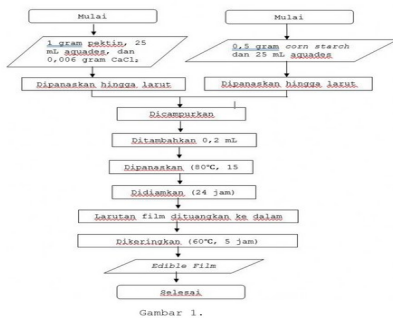 Mulai
Mulai
1 gram pektin, 25
mL aquades, dan
0,006 gram CaCl₂
0,5 gram corn starch
dan 25 mL aquades
Dipanaskan hingga larut
Dipanaskan hingga larut
Dicampurkan
Ditambahkan 0,2 mL
Dipanaskan (80℃, 15
Didiamkan (24 jam)
Larutan film dituangkan ke dalam
Dikeringkan (60℃, 5 jam)
Edible Film
Selesai
Gambar 1.